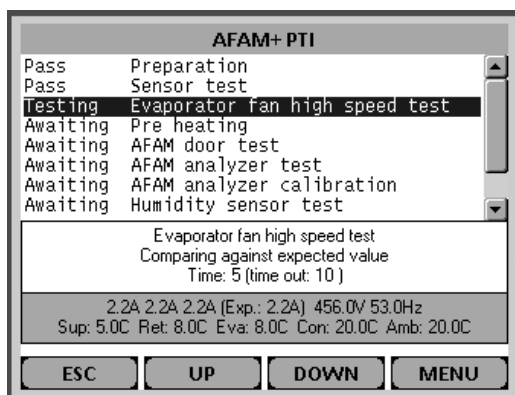 AFAM+ PTI
Pass Preparation
Pass Sensor test
Testing Evaporator fan high speed test
Awaiting Pre heating
Awaiting AFAM door test
Awaiting AFAM analyzer test
Awaiting AFAM analyzer calibration
Awaiting Humidity sensor test
Evaporator fan high speed test
Comparing against expected value
Time: 5 (time out: 10 )
2.2A 2.2A 2.2A (Exp.: 2.2A) 456.0V 53.0Hz
Sup: 5.0C Ret: 8.0C Eva: 8.0C Con: 20.0C Amb: 20.0C
ESC UP DOWN MENU